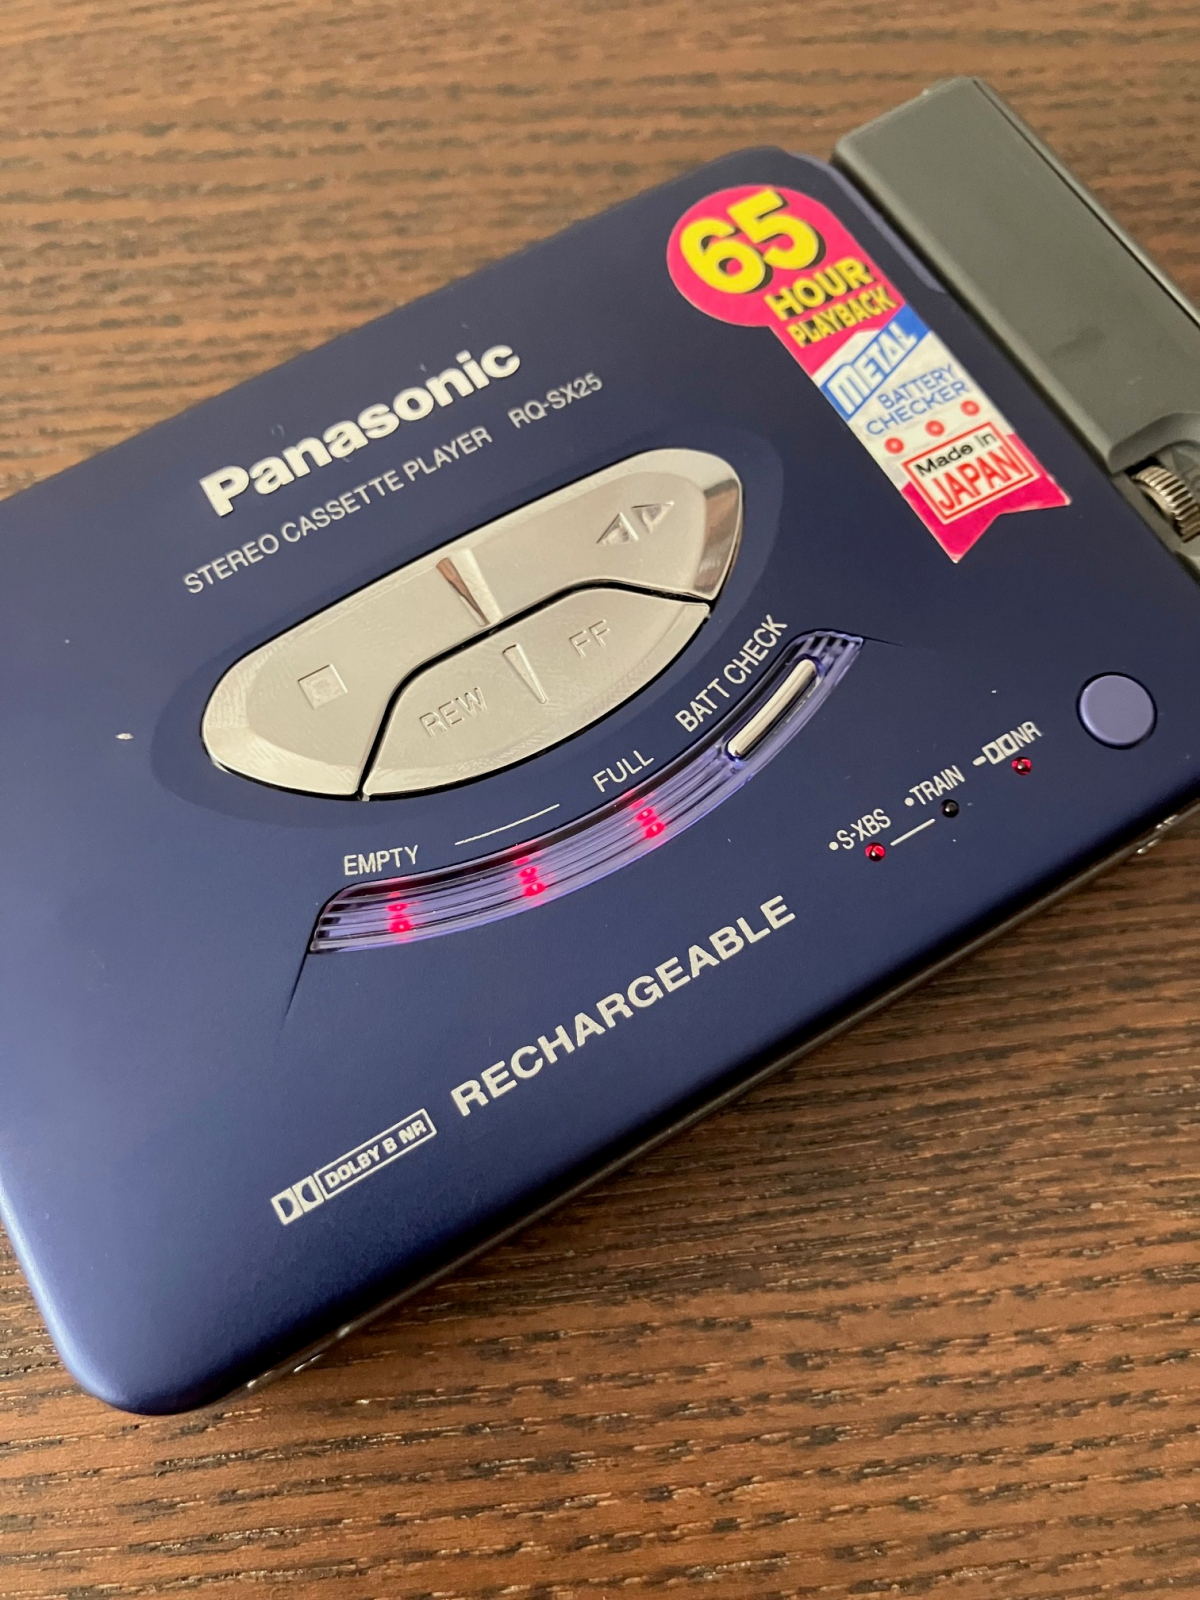 Panasonic
STEREO CASSETTE PLAYER RQ-SX25
65
HOUR
PLAYBACK
METAL
BATTERY
CHECKER
Made in
JAPAN
REW FF
BATT CHECK
EMPTY FULL
•S-XBS •TRAIN NR
RECHARGEABLE
DOLBY B NR